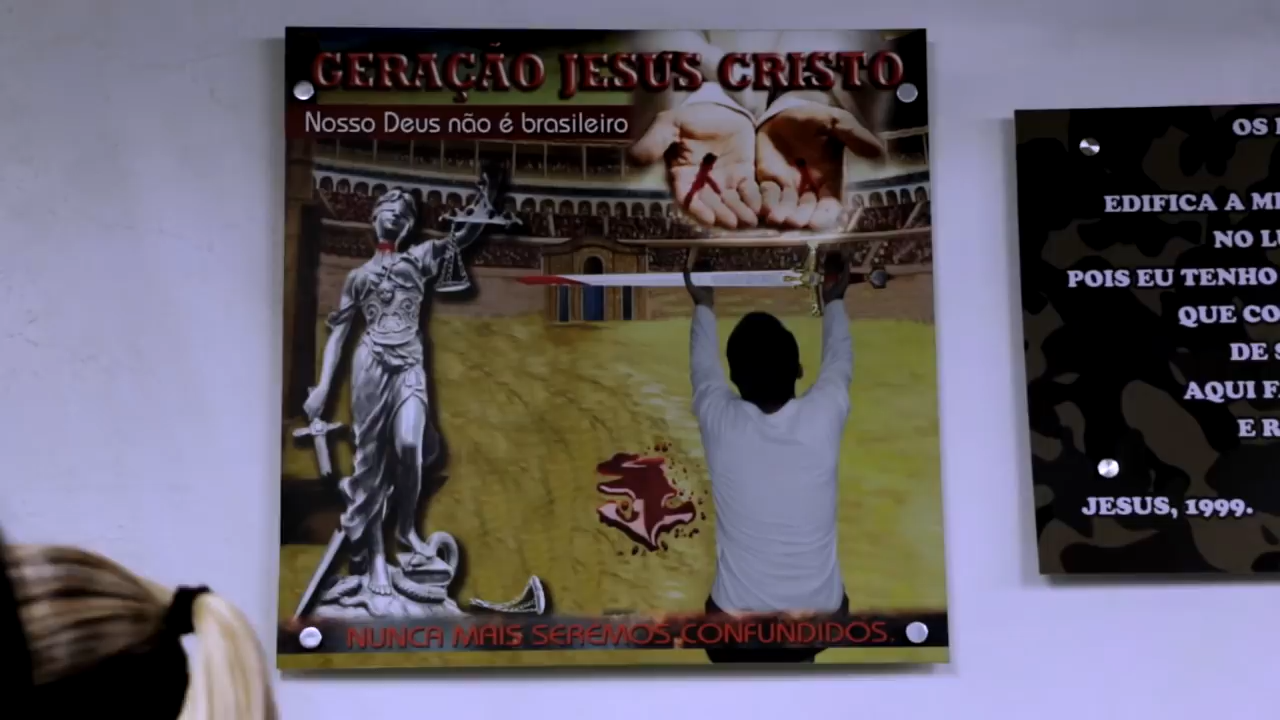 GERAÇÃO JESUS CRISTO
Nosso Deus não é brasileiro
NUNCA MAIS SEREMOS CONFUNDIDOS.
OS
EDIFICA A
NO
POIS EU TENHO
QUE CO
DE
AQUI
E
JESUS, 1999.